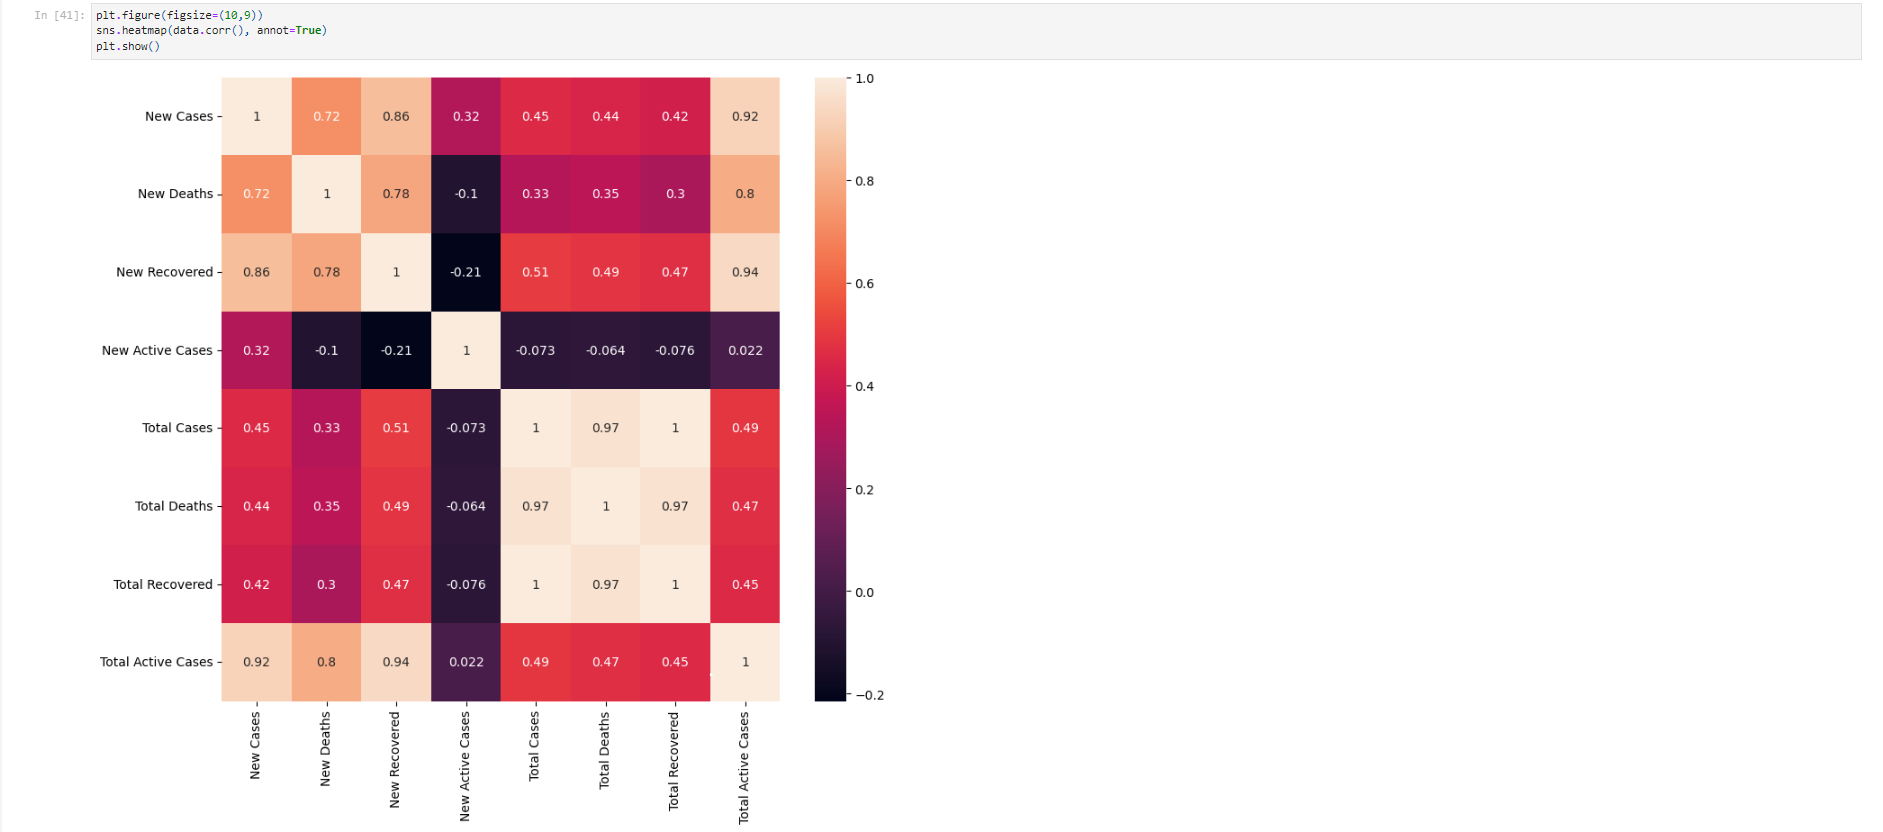 In [41]:
plt.figure(figsize=(10,9))
sns.heatmap(data.corr(), annot=True)
plt.show()
1.0
New Cases 1 0.72 0.86 0.32 0.45 0.44 0.42 0.92
0.8
New Deaths 0.72 1 0.78 -0.1 0.33 0.35 0.3 0.8
New Recovered 0.86 0.78 1 -0.21 0.51 0.49 0.47 0.94
0.6
New Active Cases 0.32 -0.1 -0.21 1 -0.073 -0.064 -0.076 0.022
0.4
Total Cases 0.45 0.33 0.51 -0.073 1 0.97 1 0.49
0.2
Total Deaths 0.44 0.35 0.49 -0.064 0.97 1 0.97 0.47
Total Recovered 0.42 0.3 0.47 -0.076 1 0.97 1 0.45
0.0
Total Active Cases 0.92 0.8 0.94 0.022 0.49 0.47 0.45 1
−0.2
New Cases
New Deaths
New Recovered
New Active Cases
Total Cases
Total Deaths
Total Recovered
Total Active Cases